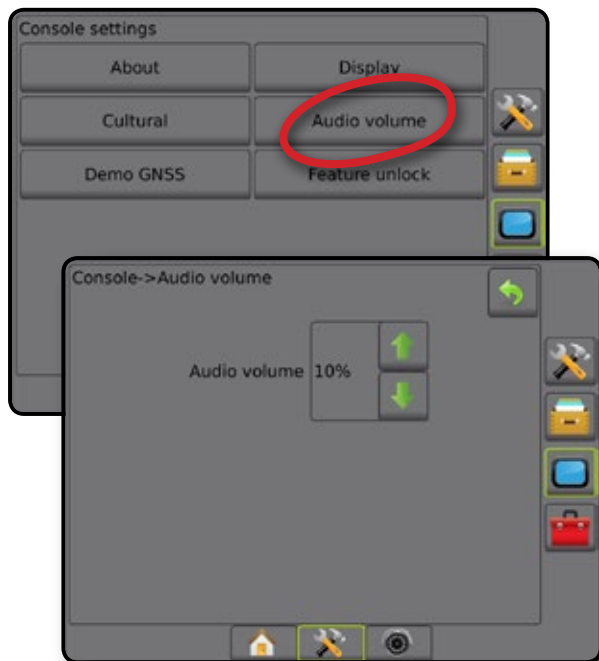 Console settings
About
Display
Cultural
Audio volume
Demo GNSS
Feature unlock
Console->Audio volume
Audio volume 10%